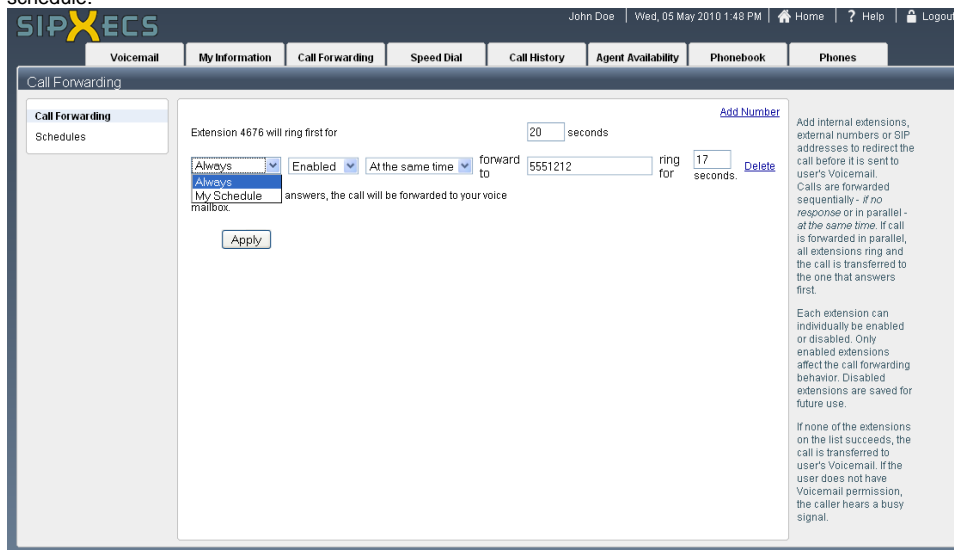 schedule.
SIPXECS
John Doe | Wed, 05 May 2010 1:48 PM | Home | ? Help | Logout
Voicemail My Information Call Forwarding Speed Dial Call History Agent Availability Phonebook Phones
Call Forwarding
Call Forwarding
Schedules
Add Number
Extension 4676 will ring first for 20 seconds
Always Enabled At the same time forward to 5551212 ring for 17 seconds. Delete
Always
My Schedule
answers, the call will be forwarded to your voice
mailbox.
Apply
Add internal extensions,
external numbers or SIP
addresses to redirect the
call before it is sent to
user's Voicemail.
Calls are forwarded
sequentially - if no
response or in parallel -
at the same time. If call
is forwarded in parallel,
all extensions ring and
the call is transferred to
the one that answers
first.
Each extension can
individually be enabled
or disabled. Only
enabled extensions
affect the call forwarding
behavior. Disabled
extensions are saved for
future use.
If none of the extensions
on the list succeeds, the
call is transferred to
user's Voicemail. If the
user does not have
Voicemail permission,
the caller hears a busy
signal.